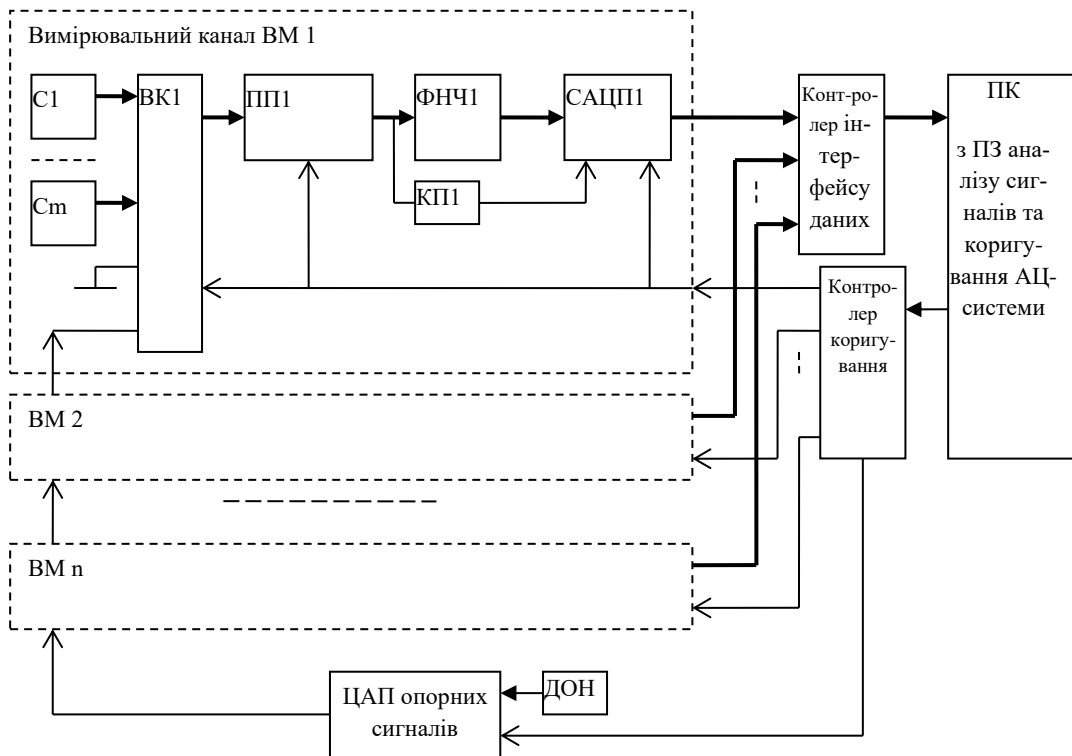 Вимірювальний канал ВМ 1
С1
ВК1
ПП1
ФНЧ1
САЦП1
Cm
КП1
Конт-ро-
лер ін-
тер-
фейсу
даних
ПК
з ПЗ ана-
лізу сиг-
налів та
коригу-
вання АЦ-
системи
Контро-
лер
коригу-
вання
ВМ 2
ВМ n
ЦАП опорних
сигналів
ДОН